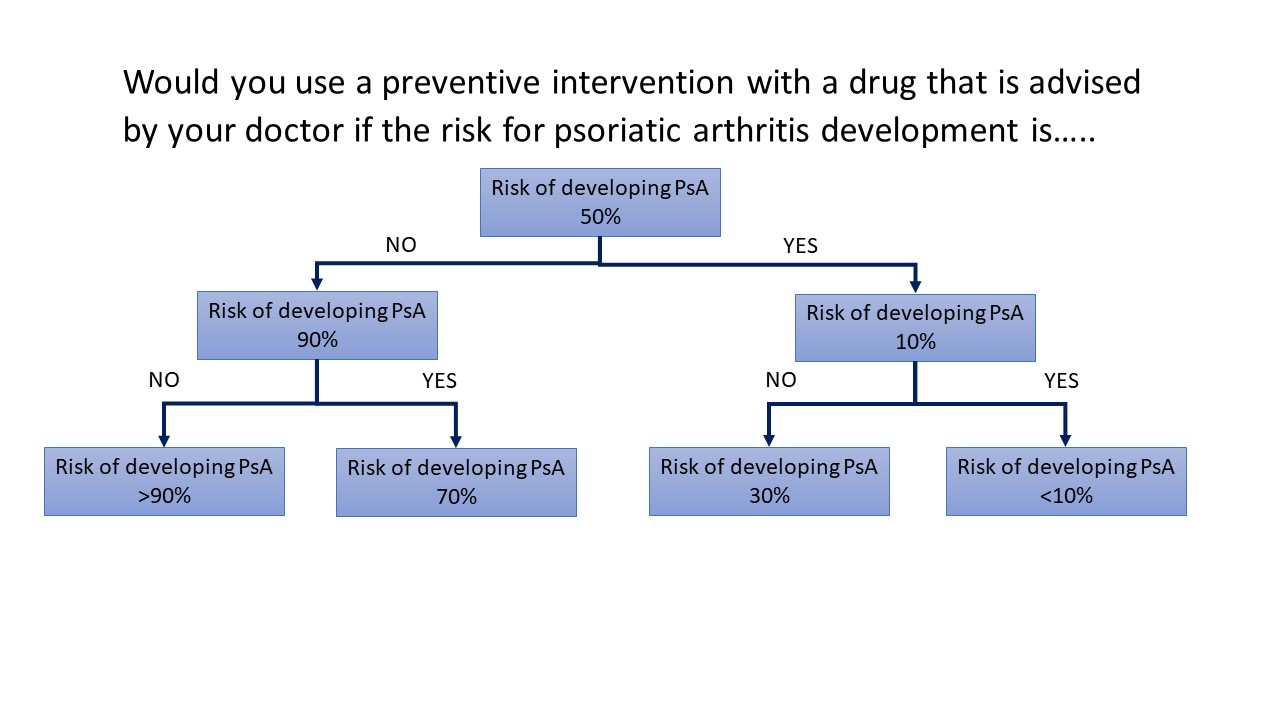 Would you use a preventive intervention with a drug that is advised
by your doctor if the risk for psoriatic arthritis development is.....
Risk of developing PsA
50%
NO
YES
Risk of developing PsA
90%
Risk of developing PsA
10%
NO
YES
NO
YES
Risk of developing PsA
>90%
Risk of developing PsA
70%
Risk of developing PsA
30%
Risk of developing PsA
<10%